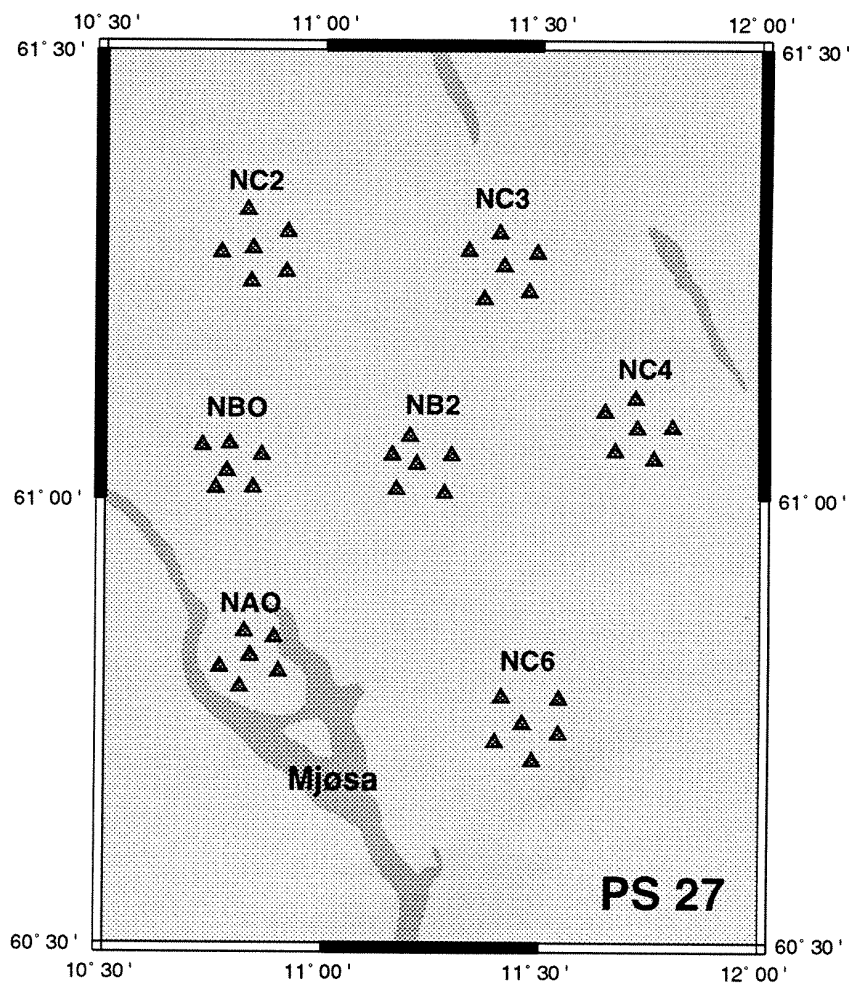 10° 30' 11° 00' 11° 30' 12° 00'
61° 30' 61° 30'
NC2
NC3
NC4
NBO NB2
61° 00' 61° 00'
NAO
NC6
Mjøsa
PS 27
60° 30' 60° 30'
10° 30' 11° 00' 11° 30' 12° 00'